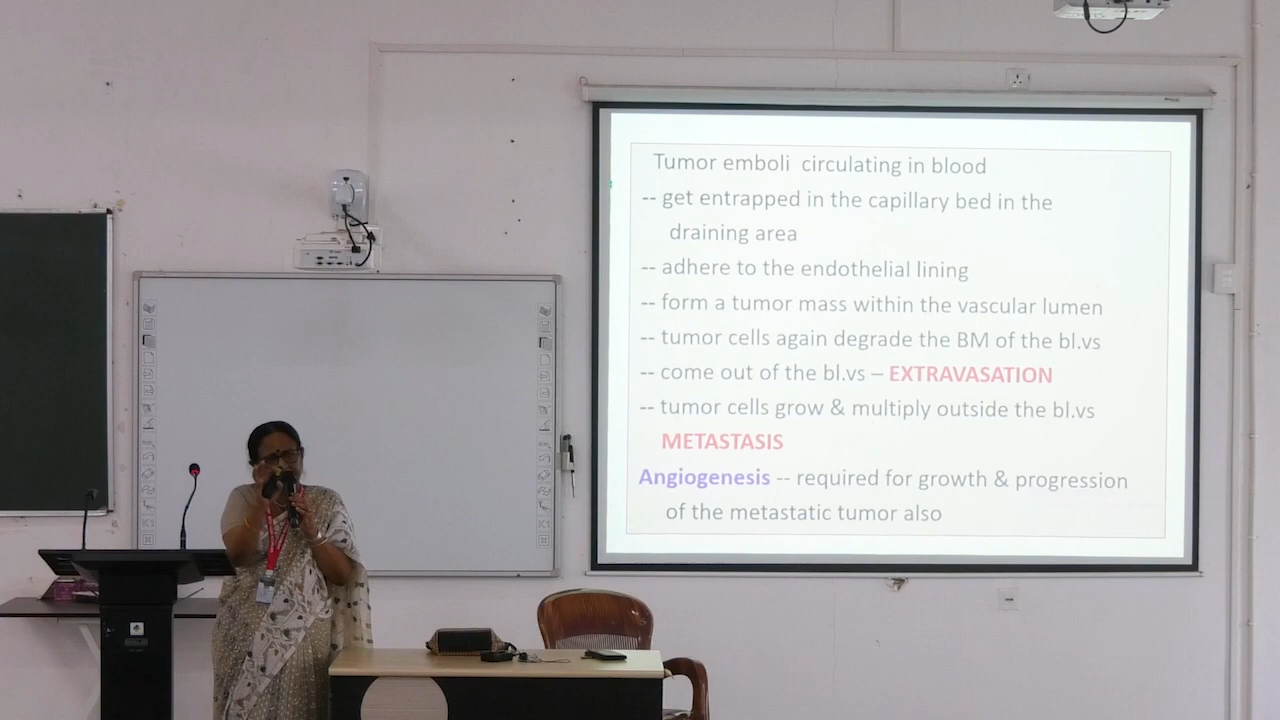 Tumor emboli circulating in blood
-- get entrapped in the capillary bed in the
draining area
-- adhere to the endothelial lining
-- form a tumor mass within the vascular lumen
-- tumor cells again degrade the BM of the bl.vs
-- come out of the bl.vs – EXTRAVASATION
-- tumor cells grow & multiply outside the bl.vs
METASTASIS
Angiogenesis -- required for growth & progression
of the metastatic tumor also